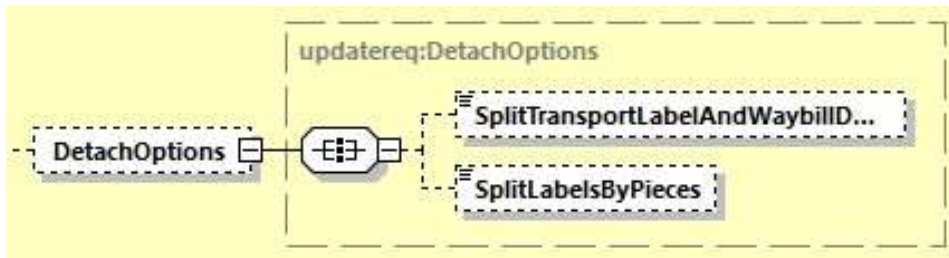 updatereq:DetachOptions
SplitTransportLabelAndWaybillD...
DetachOptions
SplitLabelsByPieces